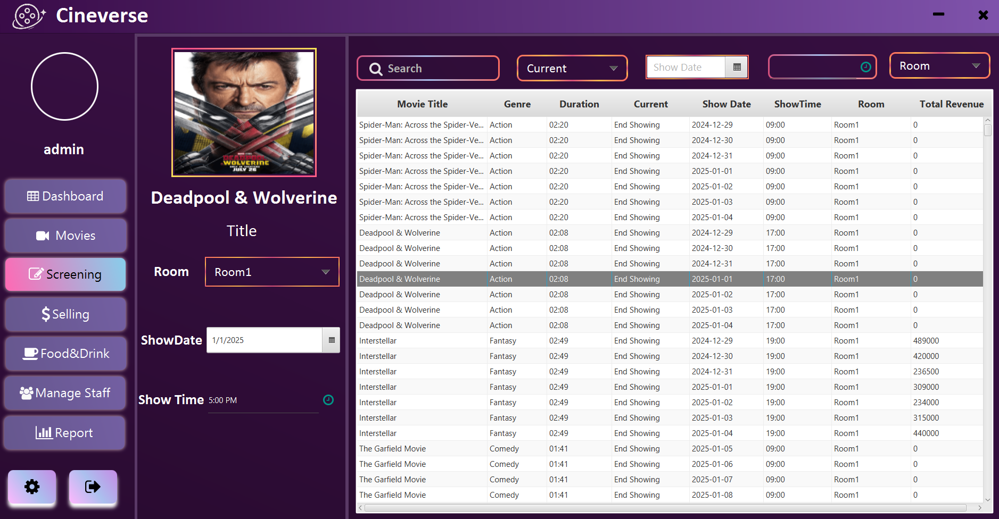 Cineverse
admin
Dashboard
Movies
Screening
Selling
Food&Drink
Manage Staff
Report
DEADPOOL
& WOLVERINE
ONLY IN THEATERS
JULY 26
Deadpool & Wolverine
Title
Room Room1
ShowDate 1/1/2025
Show Time 5:00 PM
Search Current Show Date Room
Movie Title Genre Duration Current Show Date ShowTime Room Total Revenue
Spider-Man: Across the Spider-Ve... Action 02:20 End Showing 2024-12-29 09:00 Room1 0
Spider-Man: Across the Spider-Ve... Action 02:20 End Showing 2024-12-30 09:00 Room1 0
Spider-Man: Across the Spider-Ve... Action 02:20 End Showing 2024-12-31 09:00 Room1 0
Spider-Man: Across the Spider-Ve... Action 02:20 End Showing 2025-01-01 09:00 Room1 0
Spider-Man: Across the Spider-Ve... Action 02:20 End Showing 2025-01-02 09:00 Room1 0
Spider-Man: Across the Spider-Ve... Action 02:20 End Showing 2025-01-03 09:00 Room1 0
Spider-Man: Across the Spider-Ve... Action 02:20 End Showing 2025-01-04 09:00 Room1 0
Deadpool & Wolverine Action 02:08 End Showing 2024-12-29 17:00 Room1 0
Deadpool & Wolverine Action 02:08 End Showing 2024-12-30 17:00 Room1 0
Deadpool & Wolverine Action 02:08 End Showing 2024-12-31 17:00 Room1 0
Deadpool & Wolverine Action 02:08 End Showing 2025-01-01 17:00 Room1 0
Deadpool & Wolverine Action 02:08 End Showing 2025-01-02 17:00 Room1 0
Deadpool & Wolverine Action 02:08 End Showing 2025-01-03 17:00 Room1 0
Deadpool & Wolverine Action 02:08 End Showing 2025-01-04 17:00 Room1 0
Interstellar Fantasy 02:49 End Showing 2024-12-29 19:00 Room1 489000
Interstellar Fantasy 02:49 End Showing 2024-12-30 19:00 Room1 420000
Interstellar Fantasy 02:49 End Showing 2024-12-31 19:00 Room1 236500
Interstellar Fantasy 02:49 End Showing 2025-01-01 19:00 Room1 309000
Interstellar Fantasy 02:49 End Showing 2025-01-02 19:00 Room1 234000
Interstellar Fantasy 02:49 End Showing 2025-01-03 19:00 Room1 315000
Interstellar Fantasy 02:49 End Showing 2025-01-04 19:00 Room1 440000
The Garfield Movie Comedy 01:41 End Showing 2025-01-05 09:00 Room1 0
The Garfield Movie Comedy 01:41 End Showing 2025-01-06 09:00 Room1 0
The Garfield Movie Comedy 01:41 End Showing 2025-01-07 09:00 Room1 0
The Garfield Movie Comedy 01:41 End Showing 2025-01-08 09:00 Room1 0